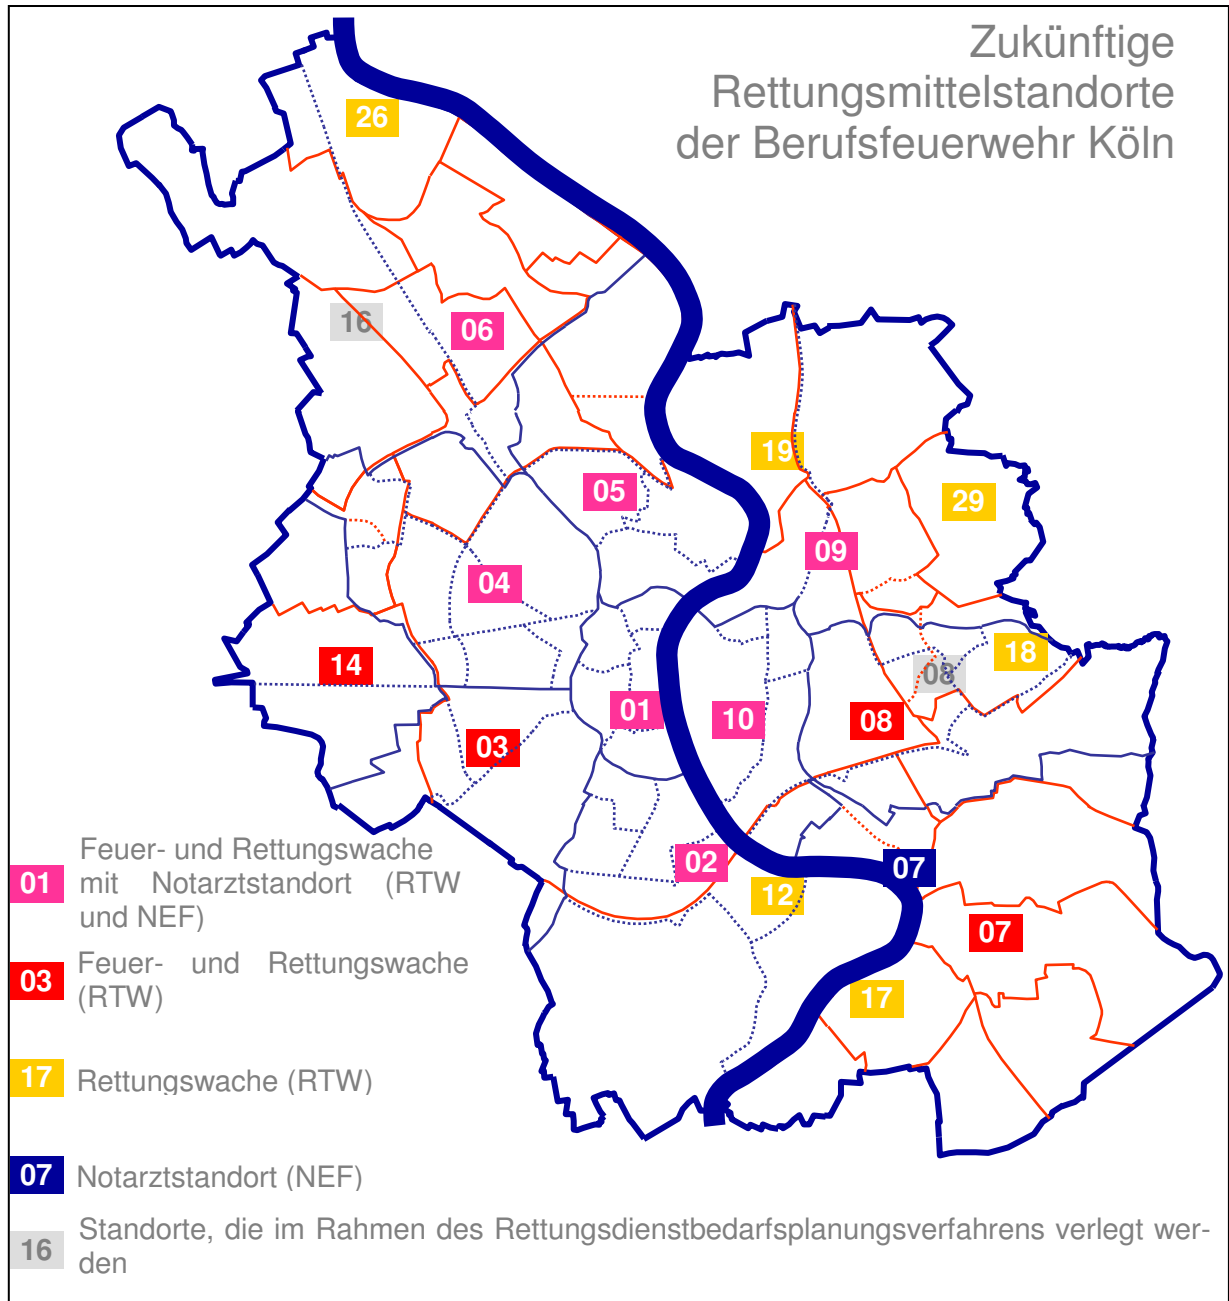 Zukünftige
Rettungsmittelstandorte
der Berufsfeuerwehr Köln
26
16
06
19
05
29
09
04
14
18
08
01
10
08
03
02
07
12
07
17
01 Feuer- und Rettungswache
mit Notarztstandort (RTW
und NEF)
03 Feuer- und Rettungswache
(RTW)
17 Rettungswache (RTW)
07 Notarztstandort (NEF)
16 Standorte, die im Rahmen des Rettungsdienstbedarfsplanungsverfahrens verlegt wer-
den